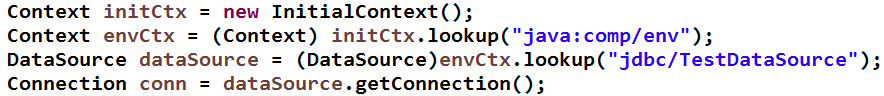 Context initCtx = new InitialContext();
Context envCtx = (Context) initCtx.lookup("java:comp/env");
DataSource dataSource = (DataSource)envCtx.lookup("jdbc/TestDataSource");
Connection conn = dataSource.getConnection();